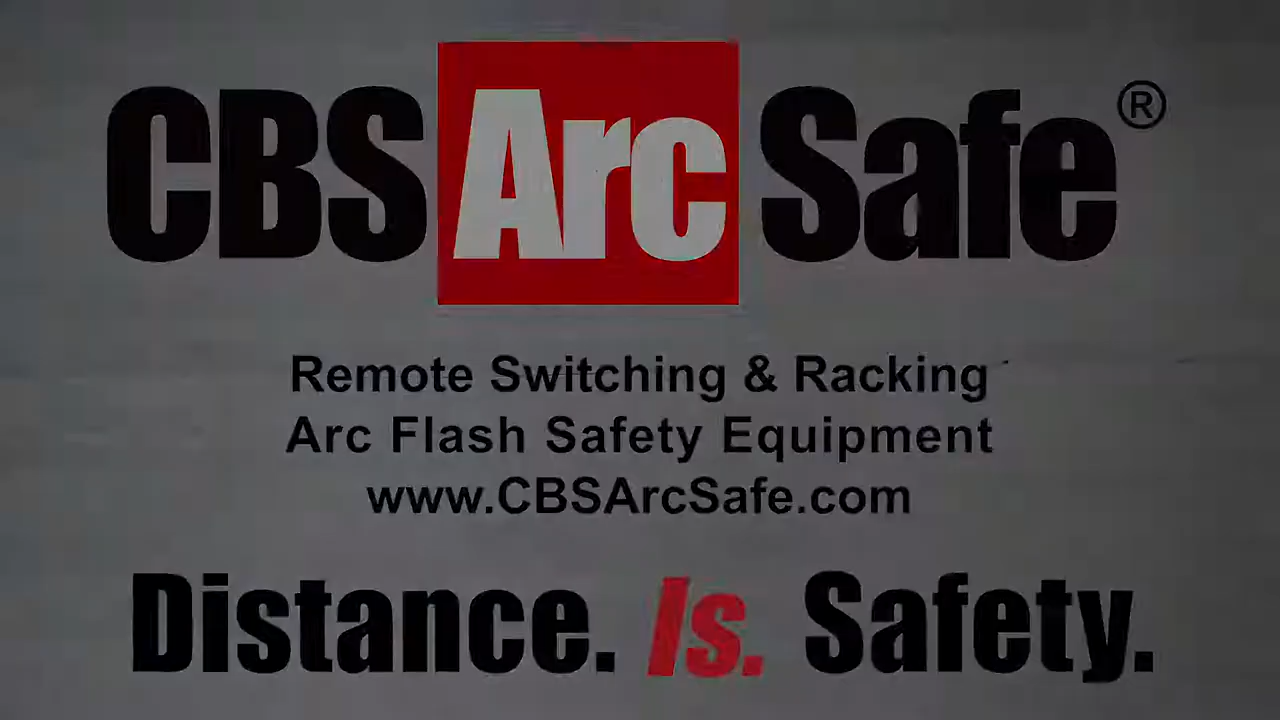 CBS Arc Safe®
Remote Switching & Racking
Arc Flash Safety Equipment
www.CBSArcSafe.com
Distance. Is. Safety.